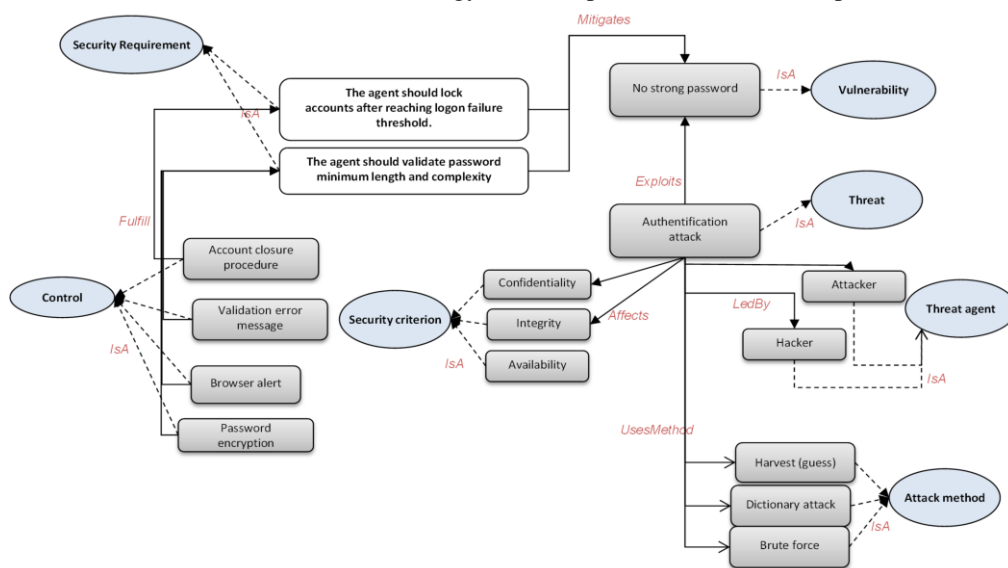 Mitigates
Security Requirement
The agent should lock
accounts after reaching logon failure
threshold.
IsA
The agent should validate password
minimum length and complexity
No strong password
IsA
Vulnerability
Exploits
Threat
Authentification
attack
IsA
Fulfill
Account closure
procedure
Control
Validation error
message
IsA
Browser alert
Password
encryption
Confidentiality
Security criterion
Integrity
Affects
IsA
Availability
Attacker
LedBy
Threat agent
Hacker
IsA
UsesMethod
Harvest (guess)
Dictionary attack
Attack method
IsA
Brute force